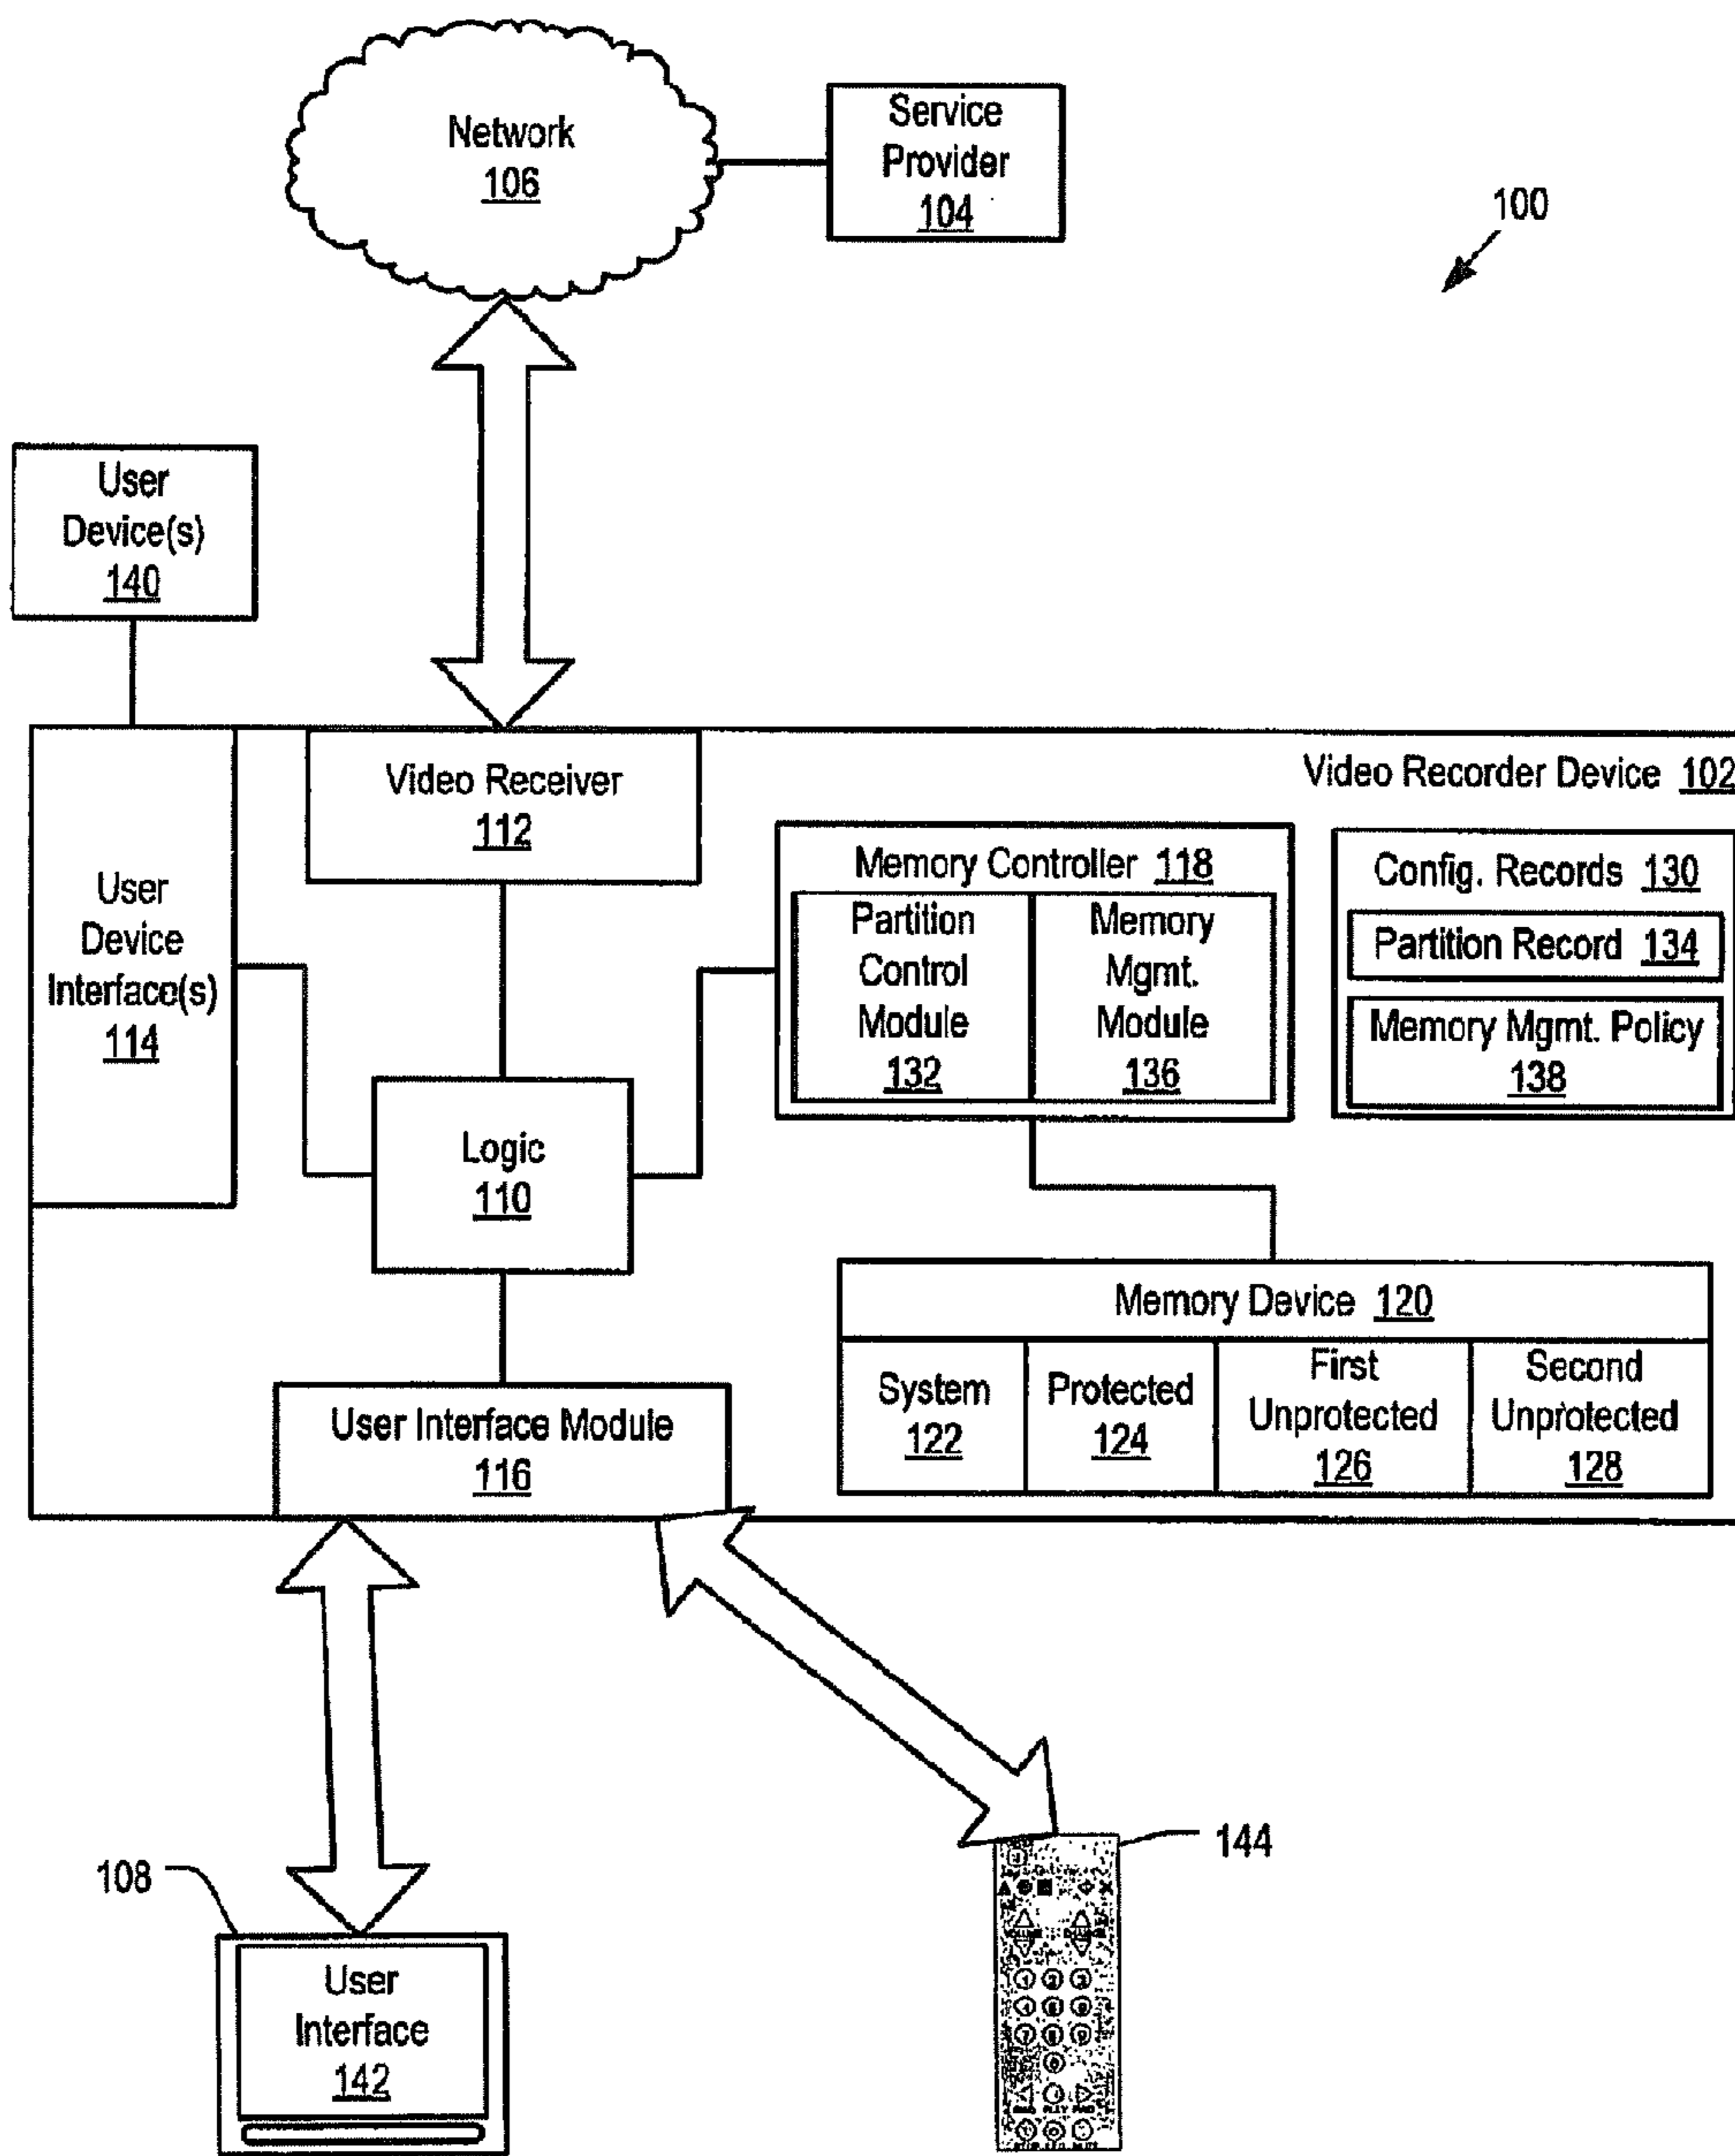 Network
106
Service
Provider
104
100
User
Device(s)
140
Video Recorder Device 102
Video Receiver
112
User
Device
Interface(s)
114
Memory Controller 118
Partition
Control
Module
132
Memory
Mgmt.
Module
136
Config. Records 130
Partition Record 134
Memory Mgmt. Policy
138
Logic
110
Memory Device 120
System
122
Protected
124
First
Unprotected
126
Second
Unprotected
128
User Interface Module
116
108
User
Interface
142
144
1 2 3